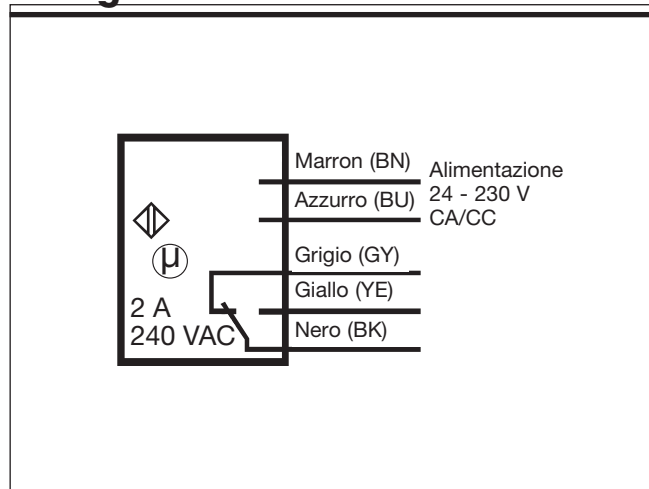 Marron (BN)
Azzurro (BU)
Alimentazione
24 - 230 V
CA/CC
Grigio (GY)
Giallo (YE)
Nero (BK)
µ
2 A
240 VAC